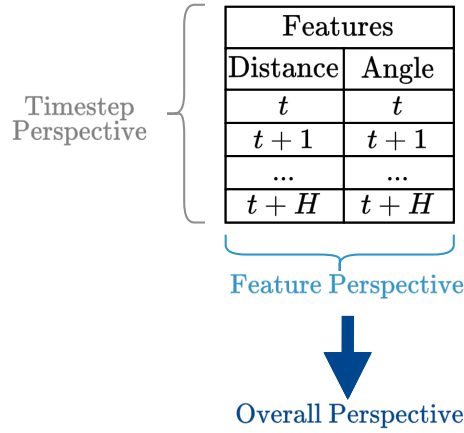 Features
Distance Angle
Timestep
Perspective
t t
t + 1 t + 1
... ...
t + H t + H
Feature Perspective
Overall Perspective